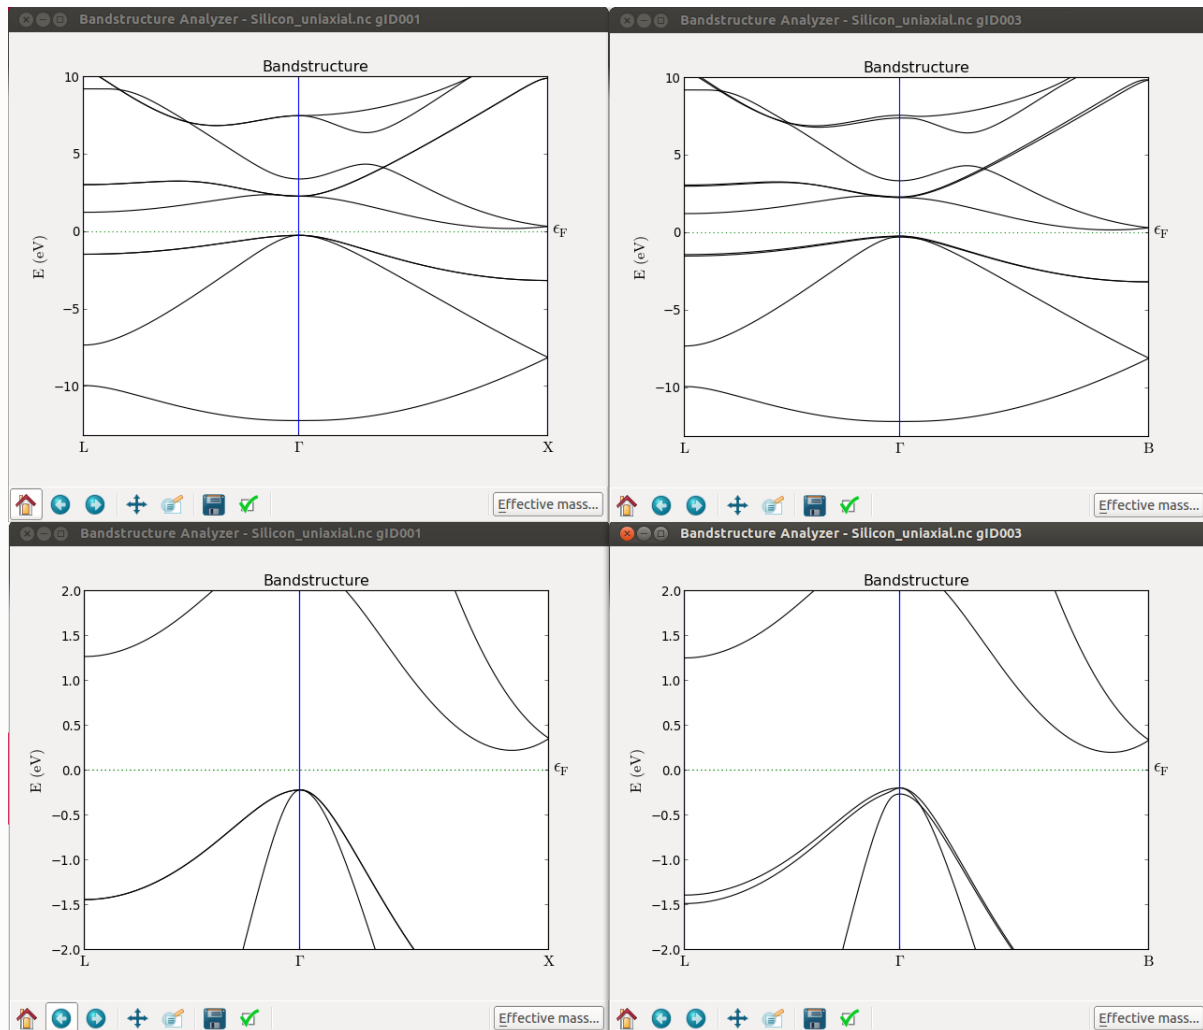 Bandstructure Analyzer - Silicon_uniaxial.nc gID001
Bandstructure
10
5
0
−5
−10
E (eV)
ϵF
L Γ X
Effective mass...
Bandstructure Analyzer - Silicon_uniaxial.nc gID003
Bandstructure
10
5
0
−5
−10
E (eV)
ϵF
L Γ B
Effective mass...
Bandstructure Analyzer - Silicon_uniaxial.nc gID001
Bandstructure
2.0
1.5
1.0
0.5
0.0
−0.5
−1.0
−1.5
−2.0
E (eV)
ϵF
L Γ X
Effective mass...
Bandstructure Analyzer - Silicon_uniaxial.nc gID003
Bandstructure
2.0
1.5
1.0
0.5
0.0
−0.5
−1.0
−1.5
−2.0
E (eV)
ϵF
L Γ B
Effective mass...